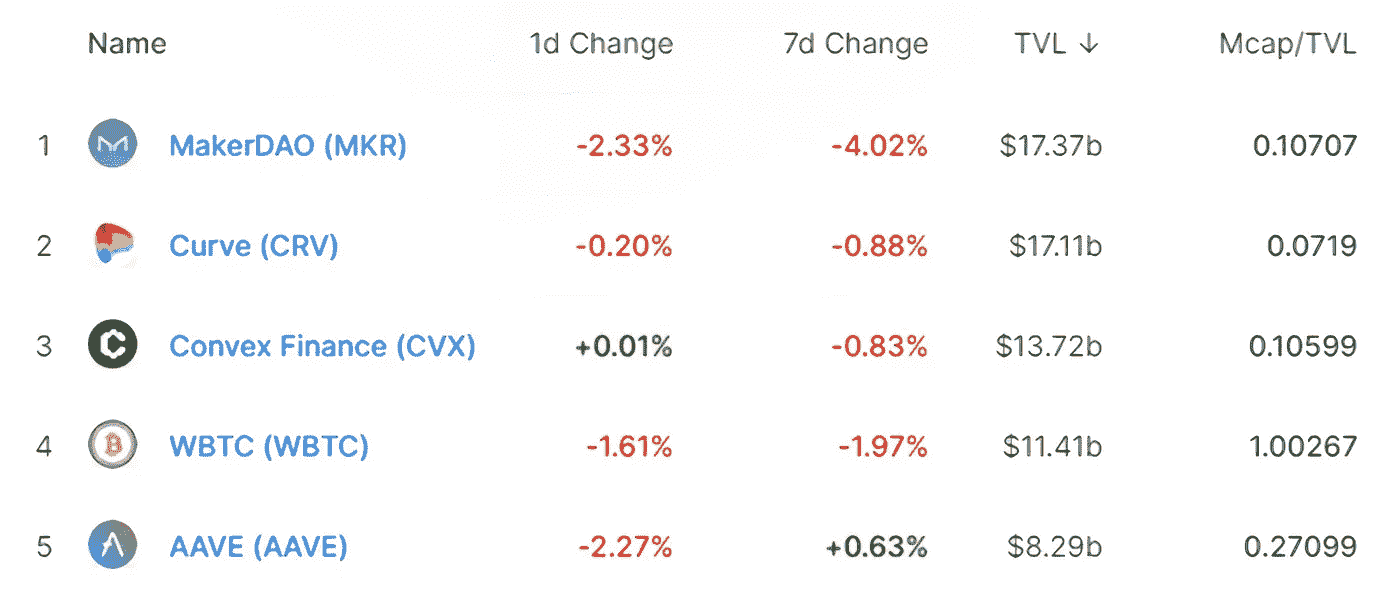 Name 1d Change 7d Change TVL ↓ Mcap/TVL
1 MakerDAO (MKR) -2.33% -4.02% $17.37b 0.10707
2 Curve (CRV) -0.20% -0.88% $17.11b 0.0719
3 Convex Finance (CVX) +0.01% -0.83% $13.72b 0.10599
4 WBTC (WBTC) -1.61% -1.97% $11.41b 1.00267
5 AAVE (AAVE) -2.27% +0.63% $8.29b 0.27099